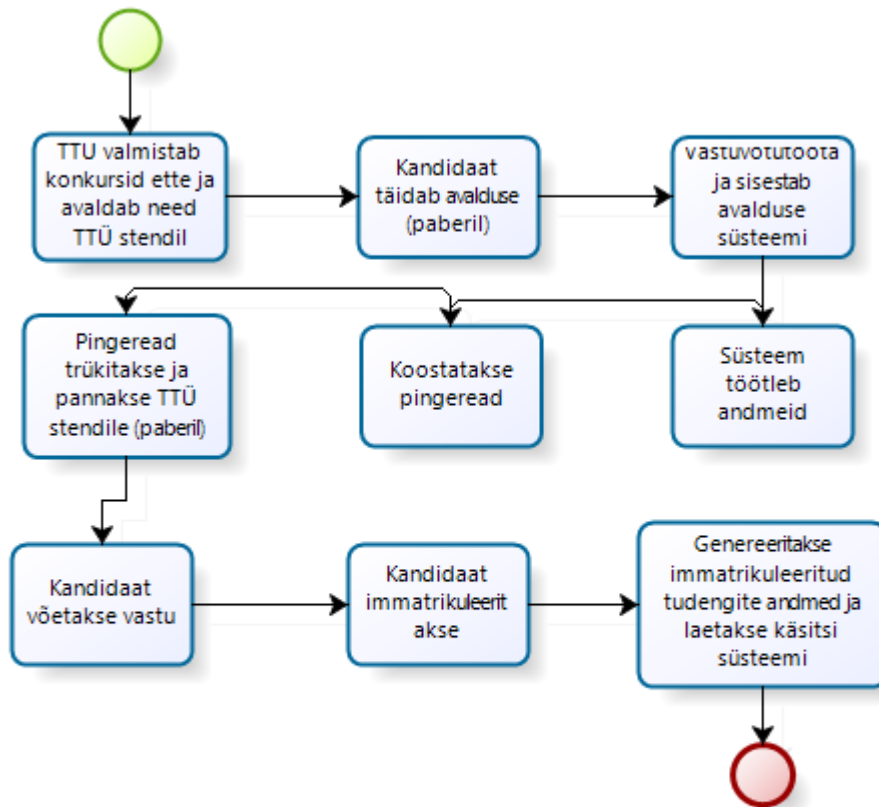 TTÜ valmistab
konkursid ette ja
avaldab need
TTÜ stendil
Kandidaat
täidab avalduse
(paberil)
Vastuvõtutööta
ja sisestab
avalduse
süsteemi
Pingeread
trükitakse ja
pannakse TTÜ
stendile (paberil)
Koostatakse
pingeread
Süsteem
töötleb
andmeid
Kandidaat
võetakse vastu
Kandidaat
immatrikuleerit
akse
Genereeritakse
immatrikuleeritud
tudengite andmed ja
laetakse käsitsi
süsteemi